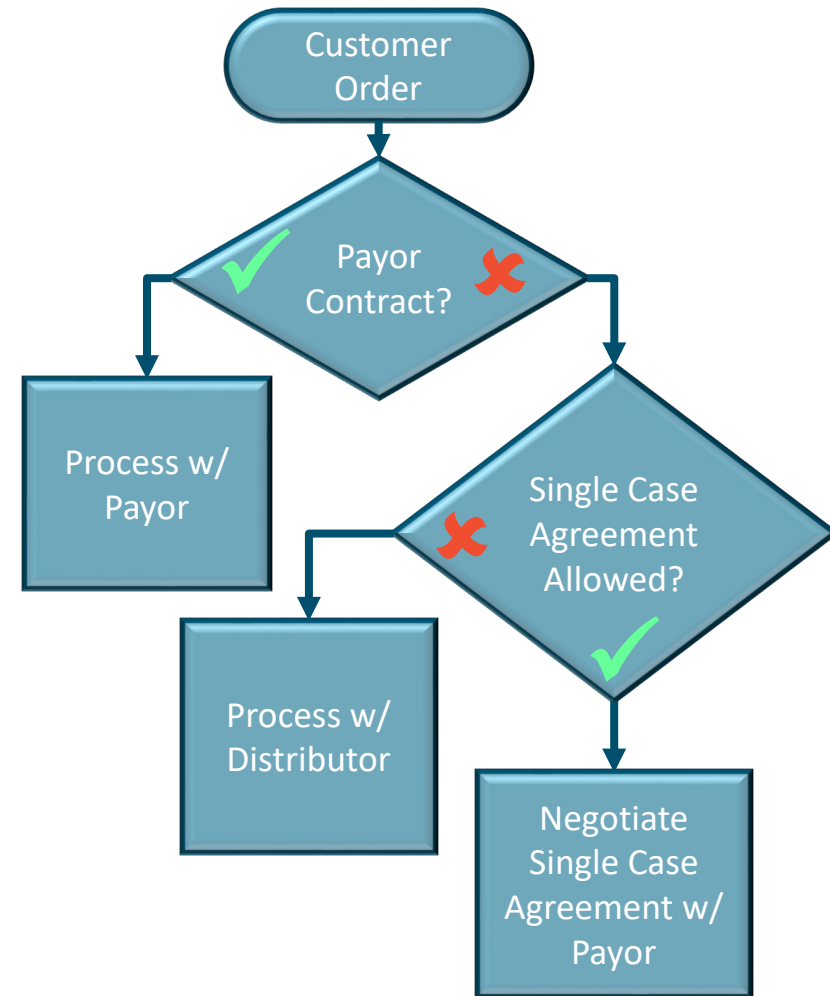 Customer
Order
Payor
Contract?
Process w/
Payor
Single Case
Agreement
Allowed?
Process w/
Distributor
Negotiate
Single Case
Agreement w/
Payor